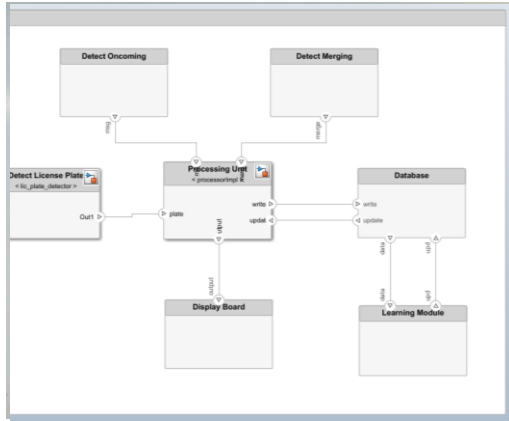 Detect Oncoming
Detect Merging
Detect License Plate
< lic_plate_detector >
Out1
Processing Unit
< processorImpl
plate
write
updat
output
Database
write
update
data
Display Board
output
data
Learning Module